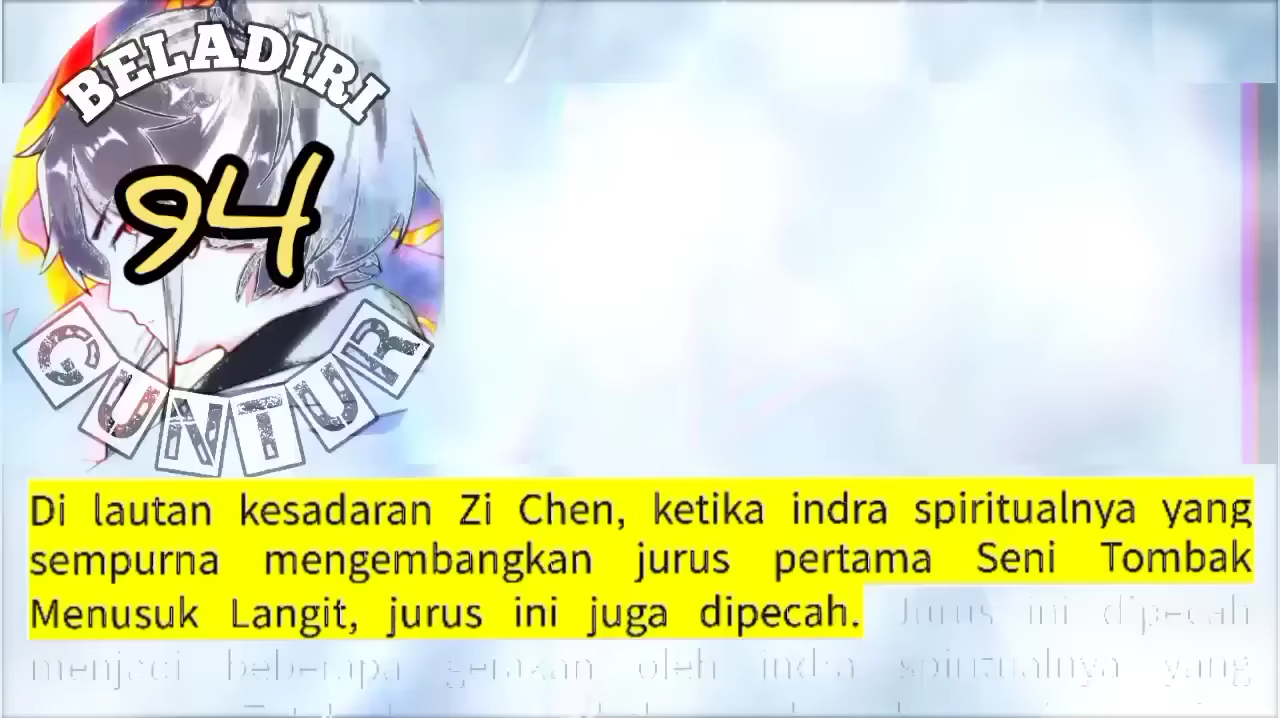 BELADIRI
94
GUNTUR
Di lautan kesadaran Zi Chen, ketika indra spiritualnya yang
sempurna mengembangkan jurus pertama Seni Tombak
Menusuk Langit, jurus ini juga dipecah. Jurus ini dipecah
menjadi beberapa gerakan oleh indra spiritualnya yang